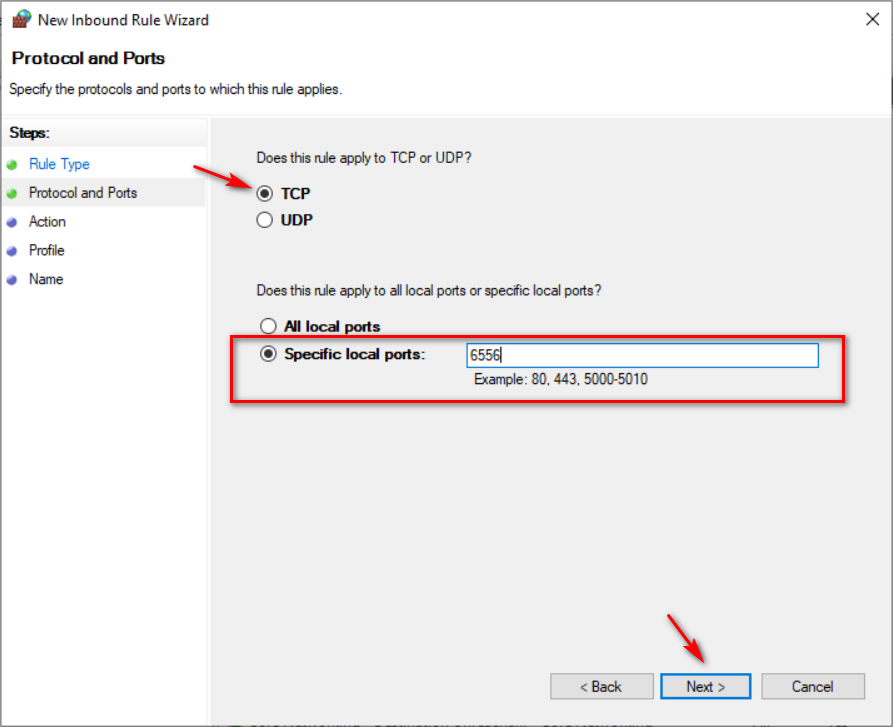 New Inbound Rule Wizard
Protocol and Ports
Specify the protocols and ports to which this rule applies.
Steps:
Rule Type
Protocol and Ports
Action
Profile
Name
Does this rule apply to TCP or UDP?
TCP
UDP
Does this rule apply to all local ports or specific local ports?
All local ports
Specific local ports: 6556
Example: 80, 443, 5000-5010
< Back Next > Cancel